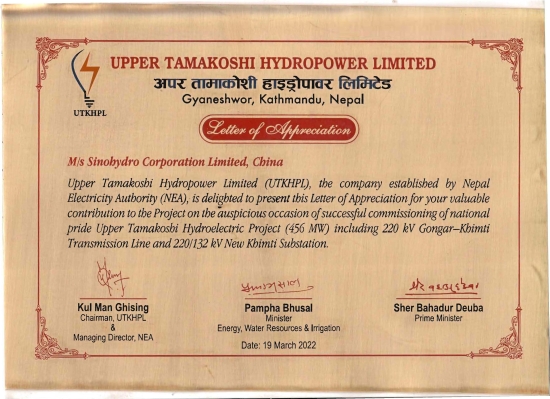 UPPER TAMAKOSHI HYDROPOWER LIMITED
अपर तामाकोशी हाइड्रोपावर लिमिटेड
Gyaneshwor, Kathmandu, Nepal
UTKHPL
Letter of Appreciation
M/s Sinohydro Corporation Limited, China
Upper Tamakoshi Hydropower Limited (UTKHPL), the company established by Nepal
Electricity Authority (NEA), is delighted to present this Letter of Appreciation for your valuable
contribution to the Project on the auspicious occasion of successful commissioning of national
pride Upper Tamakoshi Hydroelectric Project (456 MW) including 220 kV Gongar–Khimti
Transmission Line and 220/132 kV New Khimti Substation.
Kul Man Ghising
Chairman, UTKHPL
&
Managing Director, NEA
Pampha Bhusal
Minister
Energy, Water Resources & Irrigation
Date: 19 March 2022
Sher Bahadur Deuba
Prime Minister